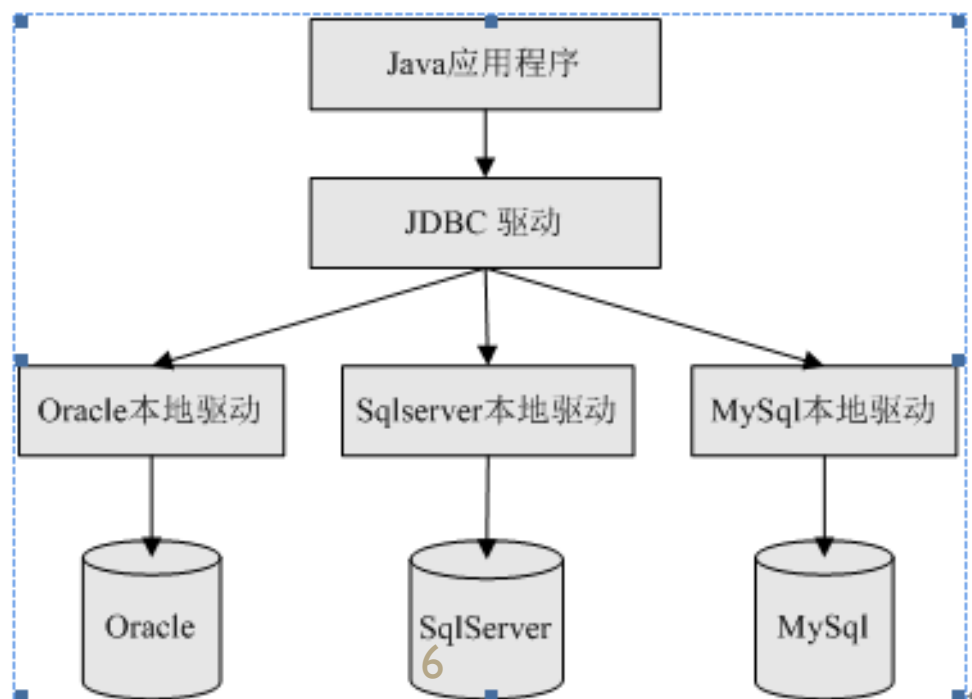 Java应用程序
JDBC 驱动
Oracle本地驱动
Sqlserver本地驱动
MySql本地驱动
Oracle
SqlServer
MySql
6